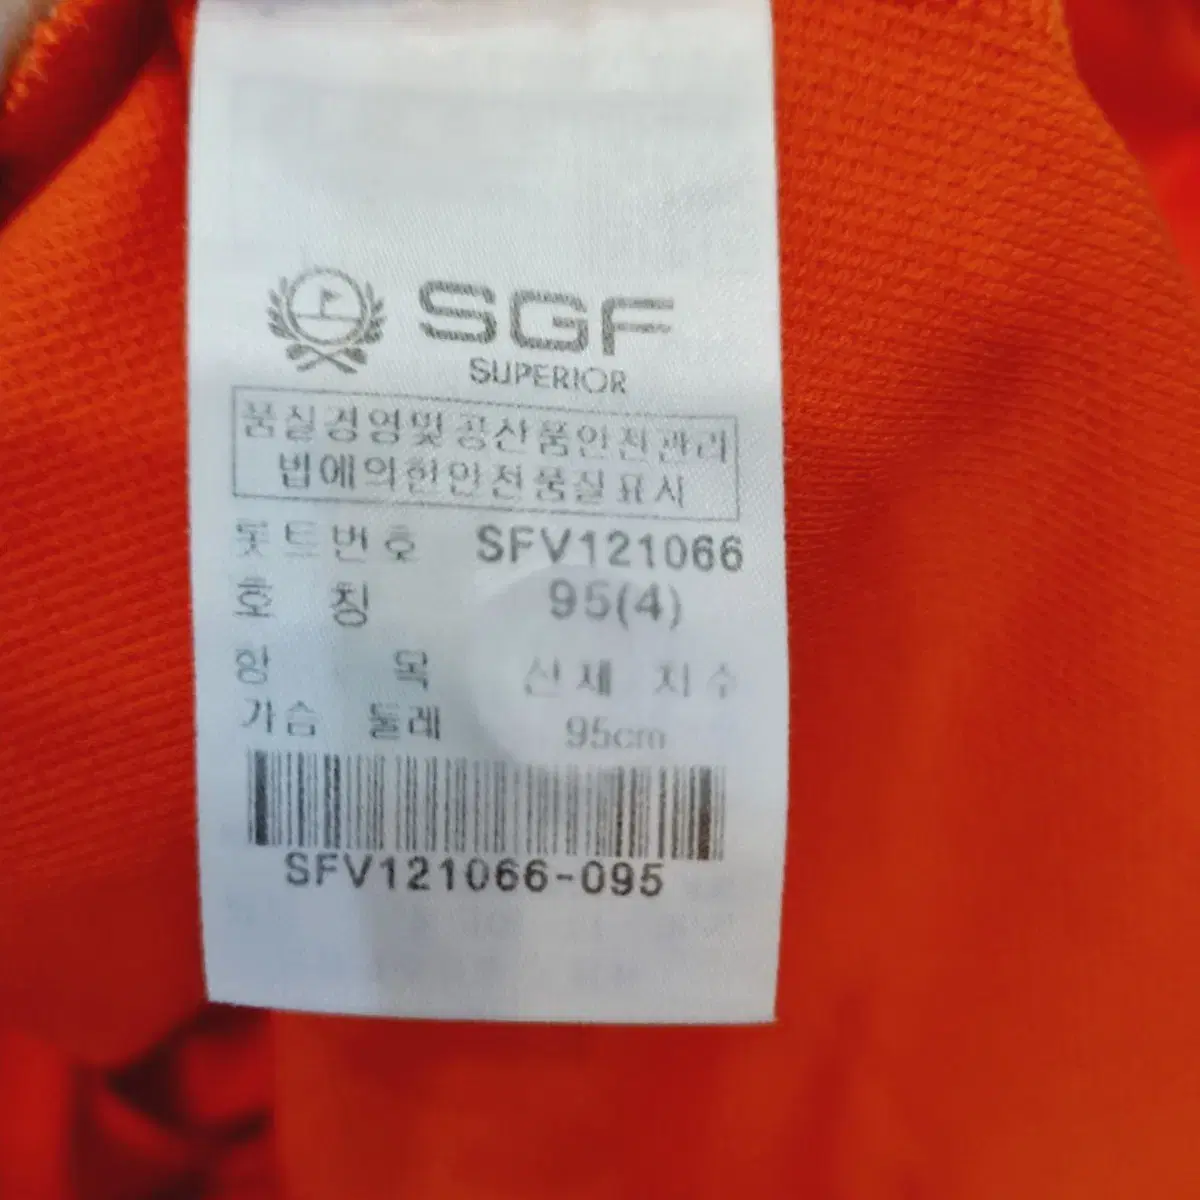 SGF
SUPERIOR
품질경영및공산품안전관리
법에의한안전품질표시
롯트번호 SFV121066
호 칭 95(4)
항 목 신체 치수
가슴 둘레 95cm
SFV121066-095